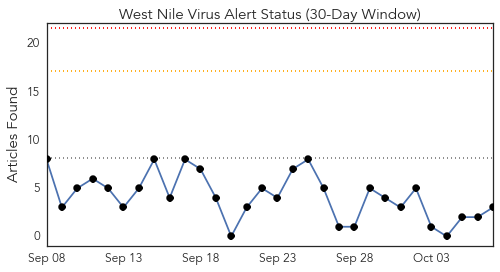 West Nile Virus Alert Status (30-Day Window)
Articles Found
20
15
10
5
0
Sep 08 Sep 13 Sep 18 Sep 23 Sep 28 Oct 03